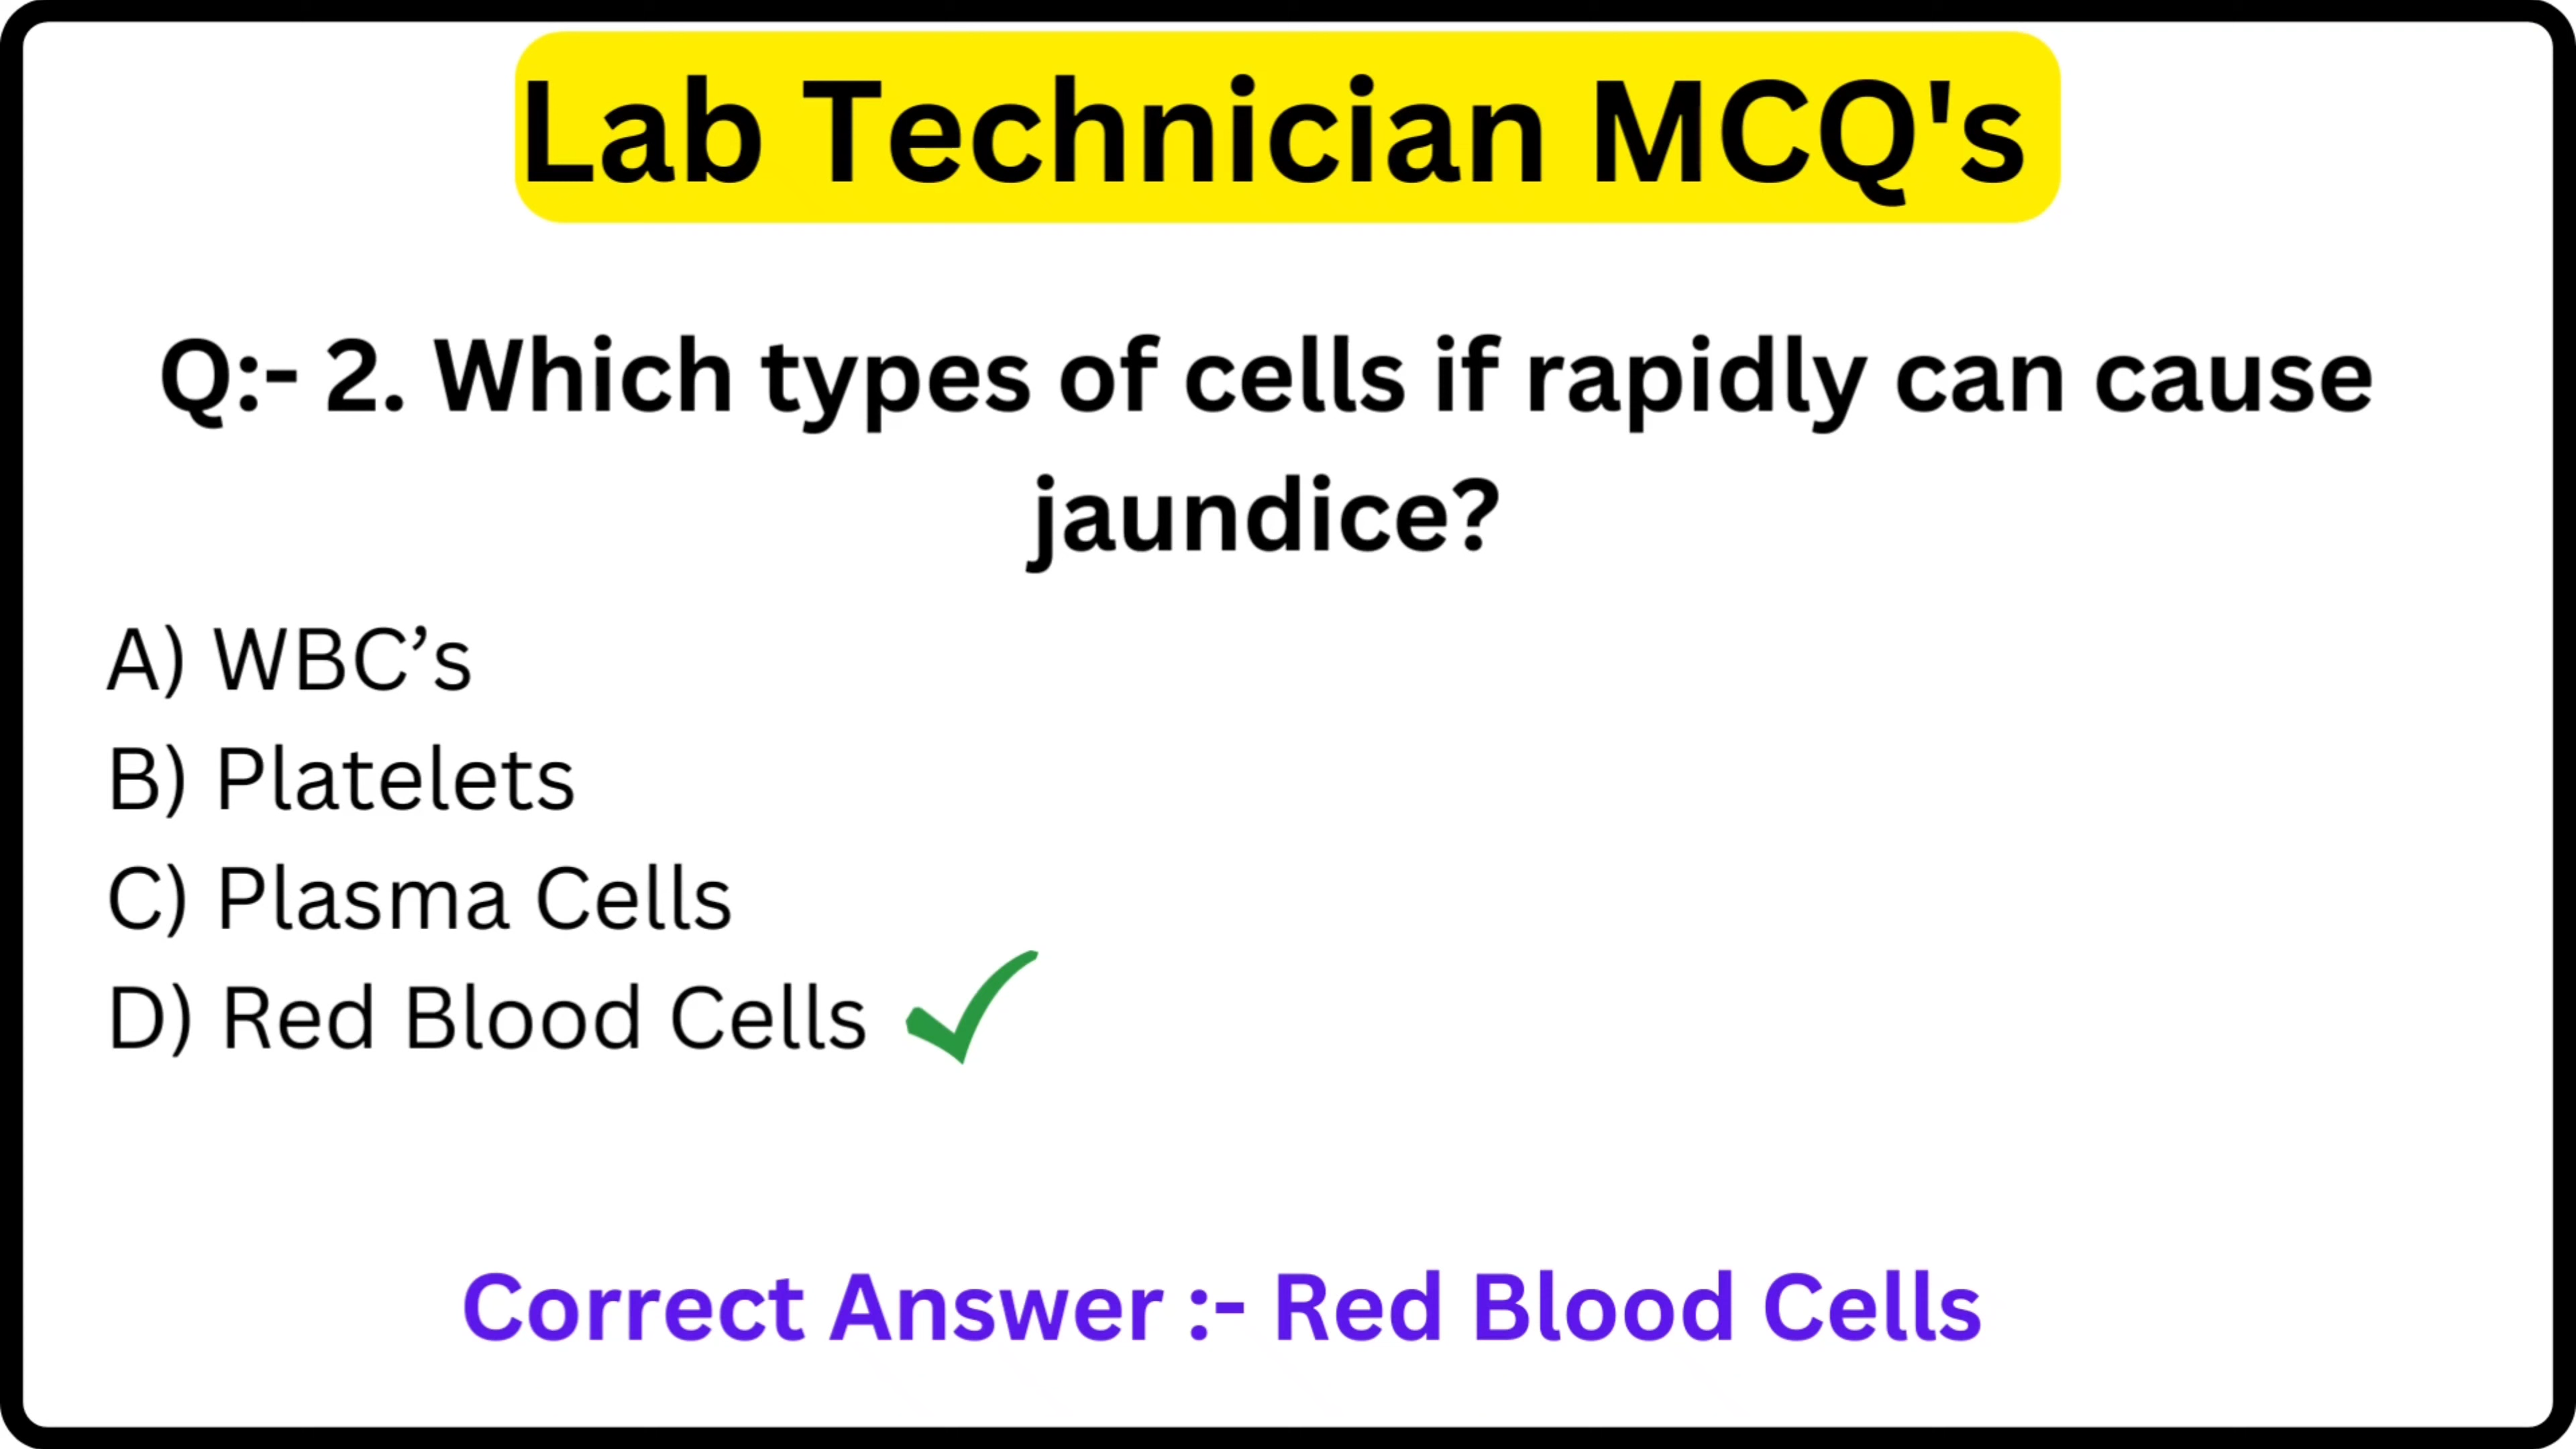 Lab Technician MCQ's
Q:- 2. Which types of cells if rapidly can cause
jaundice?
A) WBC’s
B) Platelets
C) Plasma Cells
D) Red Blood Cells
Correct Answer :- Red Blood Cells